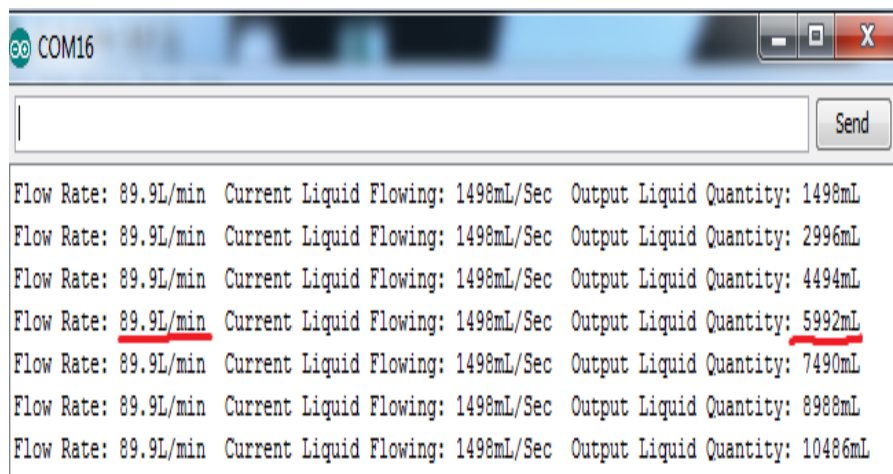 COM16
Send
Flow Rate: 89.9L/min Current Liquid Flowing: 1498mL/Sec Output Liquid Quantity: 1498mL
Flow Rate: 89.9L/min Current Liquid Flowing: 1498mL/Sec Output Liquid Quantity: 2996mL
Flow Rate: 89.9L/min Current Liquid Flowing: 1498mL/Sec Output Liquid Quantity: 4494mL
Flow Rate: 89.9L/min Current Liquid Flowing: 1498mL/Sec Output Liquid Quantity: 5992mL
Flow Rate: 89.9L/min Current Liquid Flowing: 1498mL/Sec Output Liquid Quantity: 7490mL
Flow Rate: 89.9L/min Current Liquid Flowing: 1498mL/Sec Output Liquid Quantity: 8988mL
Flow Rate: 89.9L/min Current Liquid Flowing: 1498mL/Sec Output Liquid Quantity: 10486mL